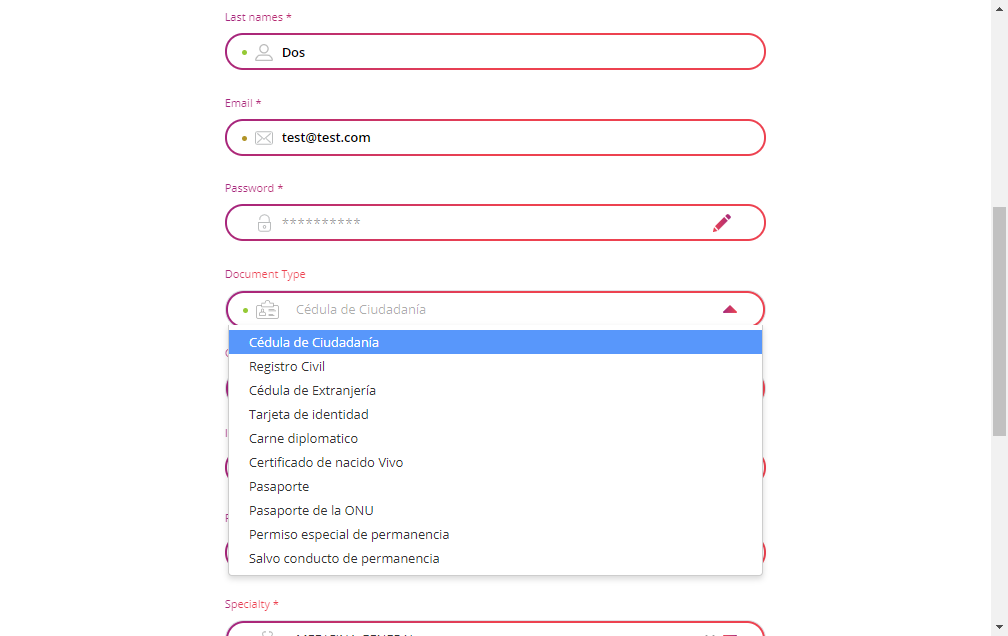 Last names *
Dos
Email *
test@test.com
Password *
**********
Document Type
Cédula de Ciudadanía
Cédula de Ciudadanía
Registro Civil
Cédula de Extranjería
Tarjeta de identidad
Carne diplomatico
Certificado de nacido Vivo
Pasaporte
Pasaporte de la ONU
Permiso especial de permanencia
Salvo conducto de permanencia
Specialty *